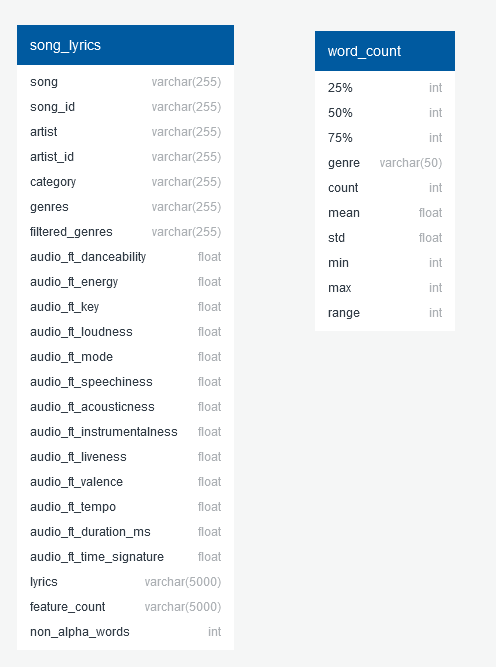 song_lyrics
song varchar(255)
song_id varchar(255)
artist varchar(255)
artist_id varchar(255)
category varchar(255)
genres varchar(255)
filtered_genres varchar(255)
audio_ft_danceability float
audio_ft_energy float
audio_ft_key float
audio_ft_loudness float
audio_ft_mode float
audio_ft_speechiness float
audio_ft_acousticness float
audio_ft_instrumentalness float
audio_ft_liveness float
audio_ft_valence float
audio_ft_tempo float
audio_ft_duration_ms float
audio_ft_time_signature float
lyrics varchar(5000)
feature_count varchar(5000)
non_alpha_words int
word_count
25% int
50% int
75% int
genre varchar(50)
count int
mean float
std float
min int
max int
range int